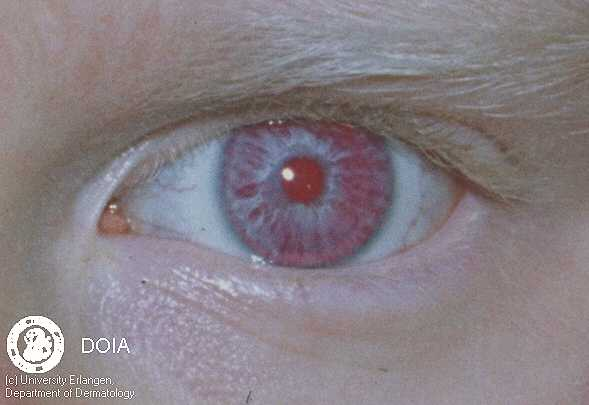 DOIA
(c) University Erlangen,
Department of Dermatology